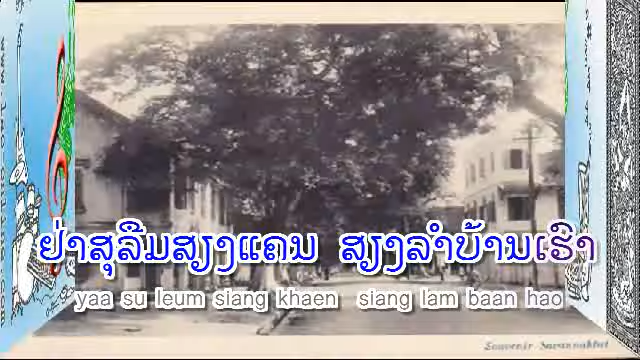 ຢ່າສຸລືມສຽງແຄນ ສຽງລຳບ້ານເຮົາ
yaa su leum siang khaen siang lam baan hao
Souvenir Savannakhet